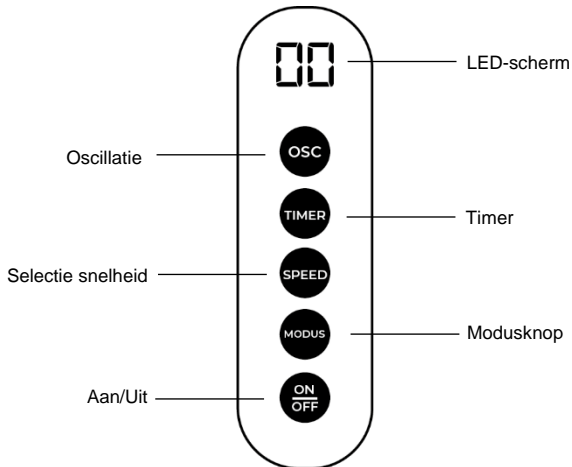 00
LED-scherm
OSC
Oscillatie
TIMER
Timer
SPEED
Selectie snelheid
MODUS
Modusknop
ON
OFF
Aan/Uit